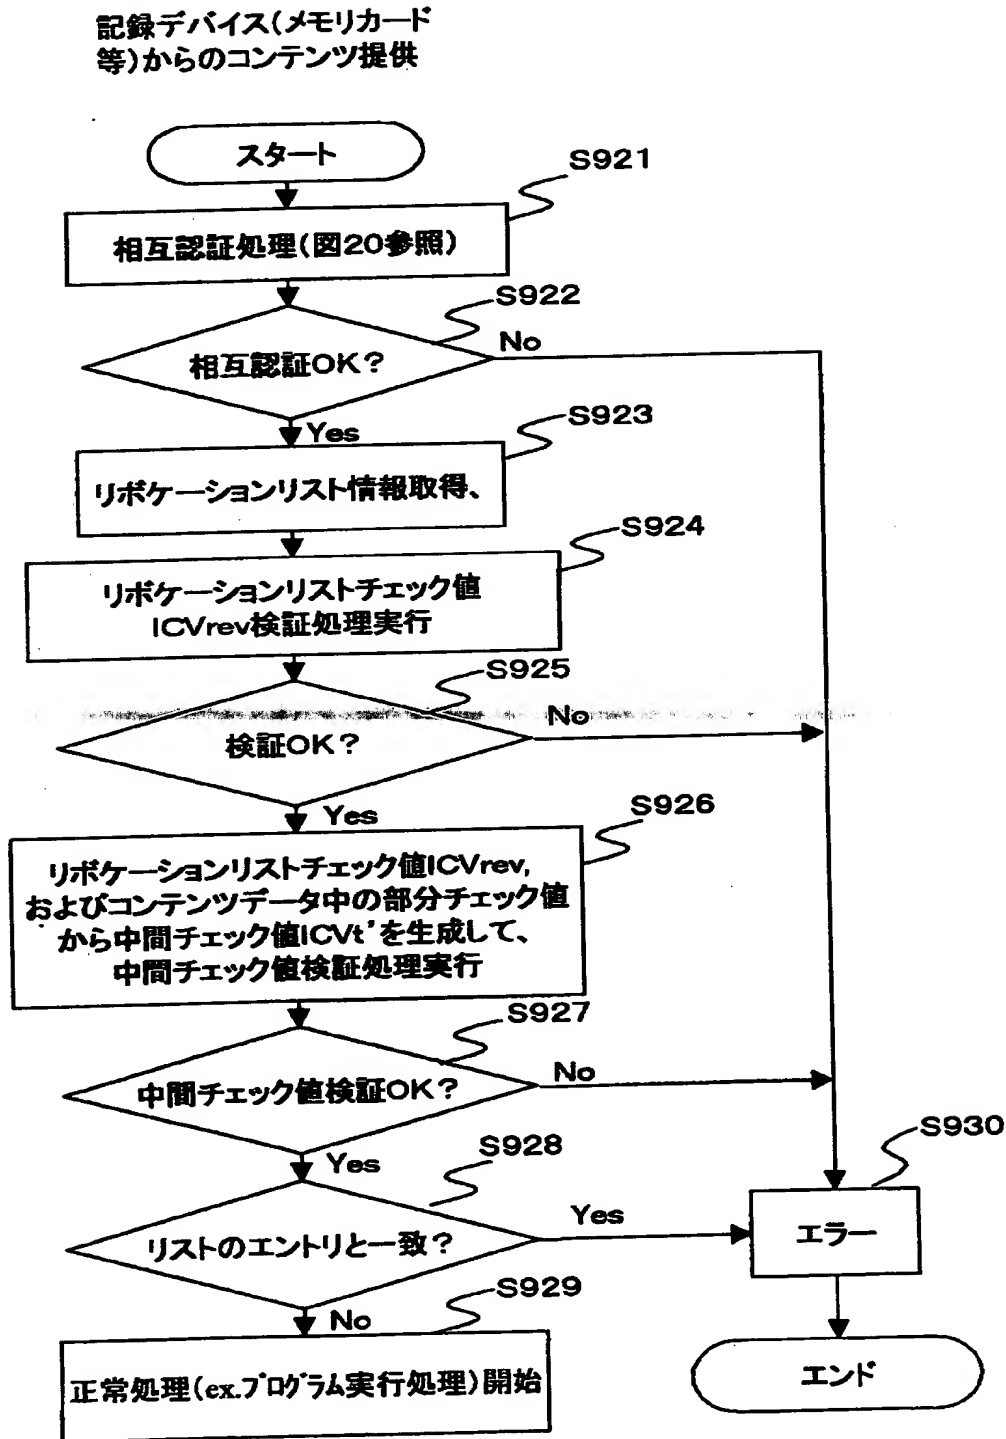 記録デバイス(メモリカード
等)からのコンテンツ提供
スタート
S921
相互認証処理(図20参照)
S922
相互認証OK?
No
Yes
S923
リボケーションリスト情報取得、
S924
リボケーションリストチェック値
ICVrev検証処理実行
S925
検証OK?
No
Yes
S926
リボケーションリストチェック値ICVrev,
およびコンテンツデータ中の部分チェック値
から中間チェック値ICVt'を生成して、
中間チェック値検証処理実行
S927
中間チェック値検証OK?
No
Yes
S928
リストのエントリと一致?
Yes
No
S930
エラー
S929
正常処理(ex.プログラム実行処理)開始
エンド